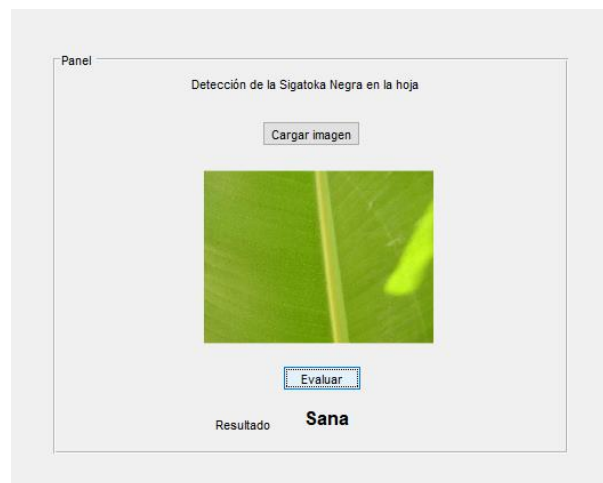 Panel
Detección de la Sigatoka Negra en la hoja
Cargar imagen
Evaluar
Resultado Sana